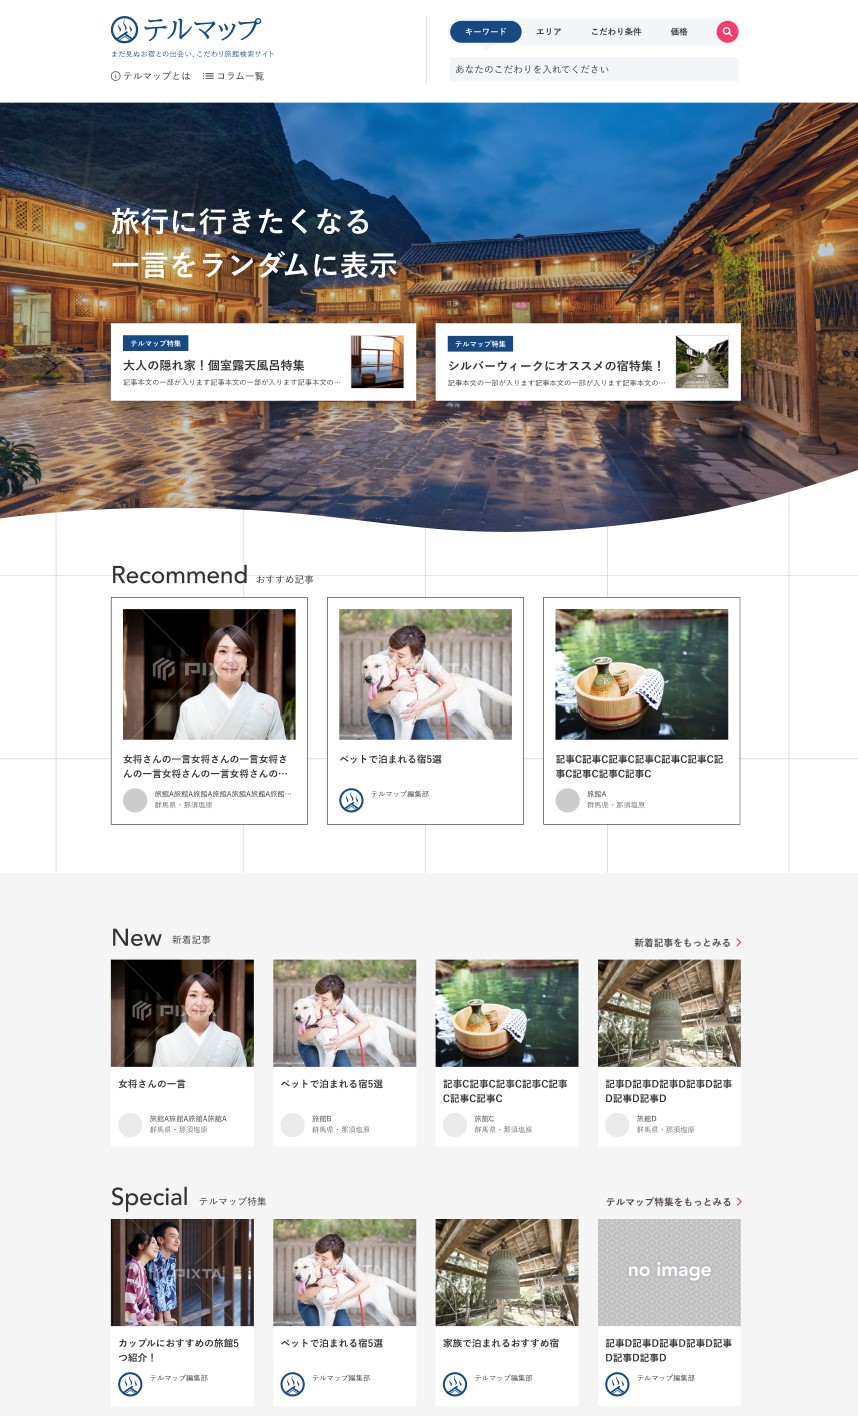 テルマップ
まだ見ぬお宿との出会い、こだわり旅館検索サイト
テルマップとは コラム一覧
キーワード エリア こだわり条件 価格
あなたのこだわりを入れてください
旅行に行きたくなる
一言をランダムに表示
テルマップ特集
大人の隠れ家！個室露天風呂特集
記事本文の一部が入ります記事本文の一部が入ります記事本文の…
テルマップ特集
シルバーウィークにオススメの宿特集！
記事本文の一部が入ります記事本文の一部が入ります記事本文の…
Recommend おすすめ記事
PIXTA
女将さんの一言女将さんの一言女将さ
んの一言女将さんの一言女将さんの…
旅館A旅館A旅館A旅館A旅館A旅館A旅館…
群馬県・那須塩原
PIXTA
ペットで泊まれる宿5選
テルマップ編集部
記事C記事C記事C記事C記事C記事C記
事C記事C記事C記事C
旅館A
群馬県・那須塩原
New 新着記事
新着記事をもっとみる
PIXTA
女将さんの一言
旅館A旅館A旅館A旅館A
群馬県・那須塩原
PIXTA
ペットで泊まれる宿5選
旅館B
群馬県・那須塩原
記事C記事C記事C記事C記事
C記事C記事C
旅館C
群馬県・那須塩原
記事D記事D記事D記事D記事
D記事D記事D
旅館D
群馬県・那須塩原
Special テルマップ特集
テルマップ特集をもっとみる
PIXTA
カップルにおすすめの旅館5
つ紹介！
テルマップ編集部
PIXTA
ペットで泊まれる宿5選
テルマップ編集部
家族で泊まれるおすすめ宿
テルマップ編集部
no image
記事D記事D記事D記事D記事
D記事D記事D
テルマップ編集部